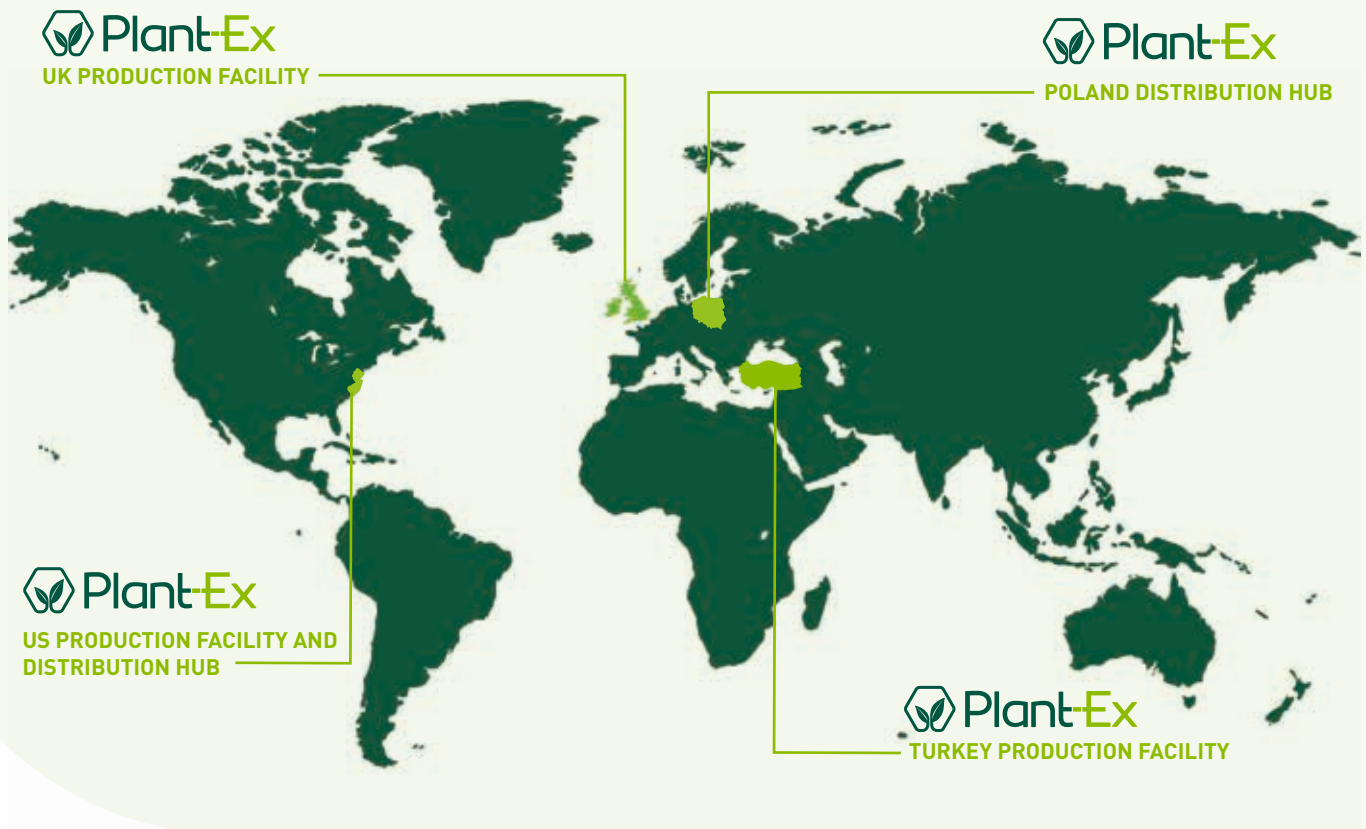 Plant-Ex
UK PRODUCTION FACILITY
Plant-Ex
POLAND DISTRIBUTION HUB
Plant-Ex
US PRODUCTION FACILITY AND
DISTRIBUTION HUB
Plant-Ex
TURKEY PRODUCTION FACILITY